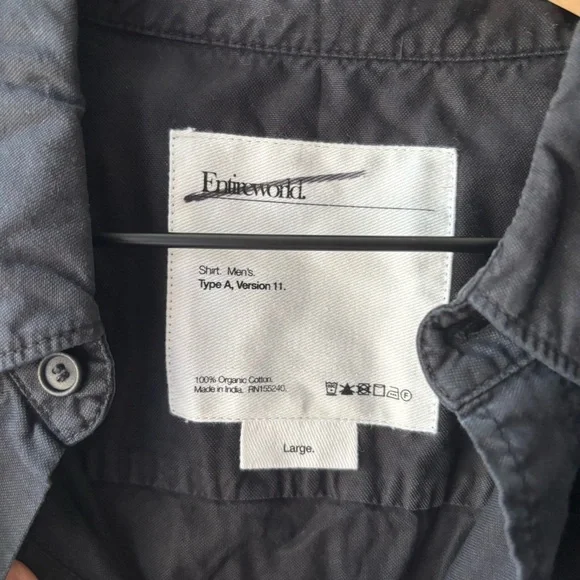 Entireworld.
Shirt. Men's.
Type A, Version 11.
100% Organic Cotton.
Made in India. RN155240.
Large.